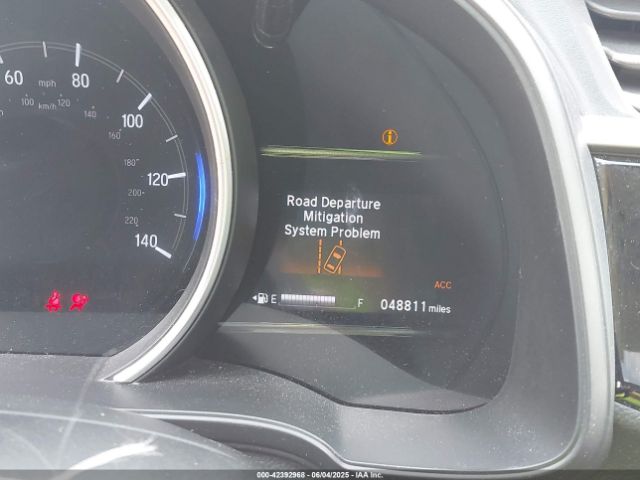 60 mph 80
100 km/h 120 140
100
160
180
120
200
220
140
i
Road Departure
Mitigation
System Problem
ACC
E F 048811 miles
000-42392968 - 06/04/2025 - IAAI Inc.